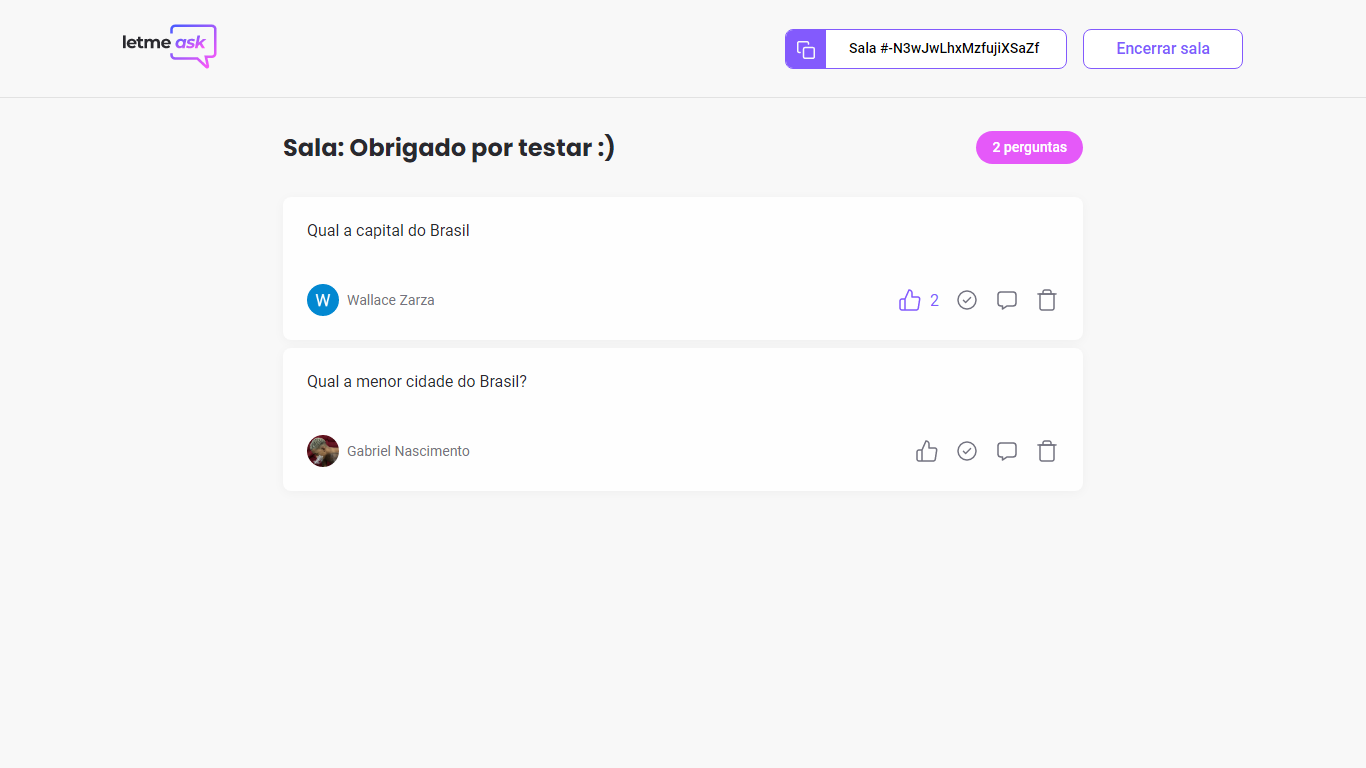 letmeask
Sala #-N3wJwLhxMzfujiXSaZf
Encerrar sala
Sala: Obrigado por testar :)
2 perguntas
Qual a capital do Brasil
W
Wallace Zarza
2
Qual a menor cidade do Brasil?
Gabriel Nascimento